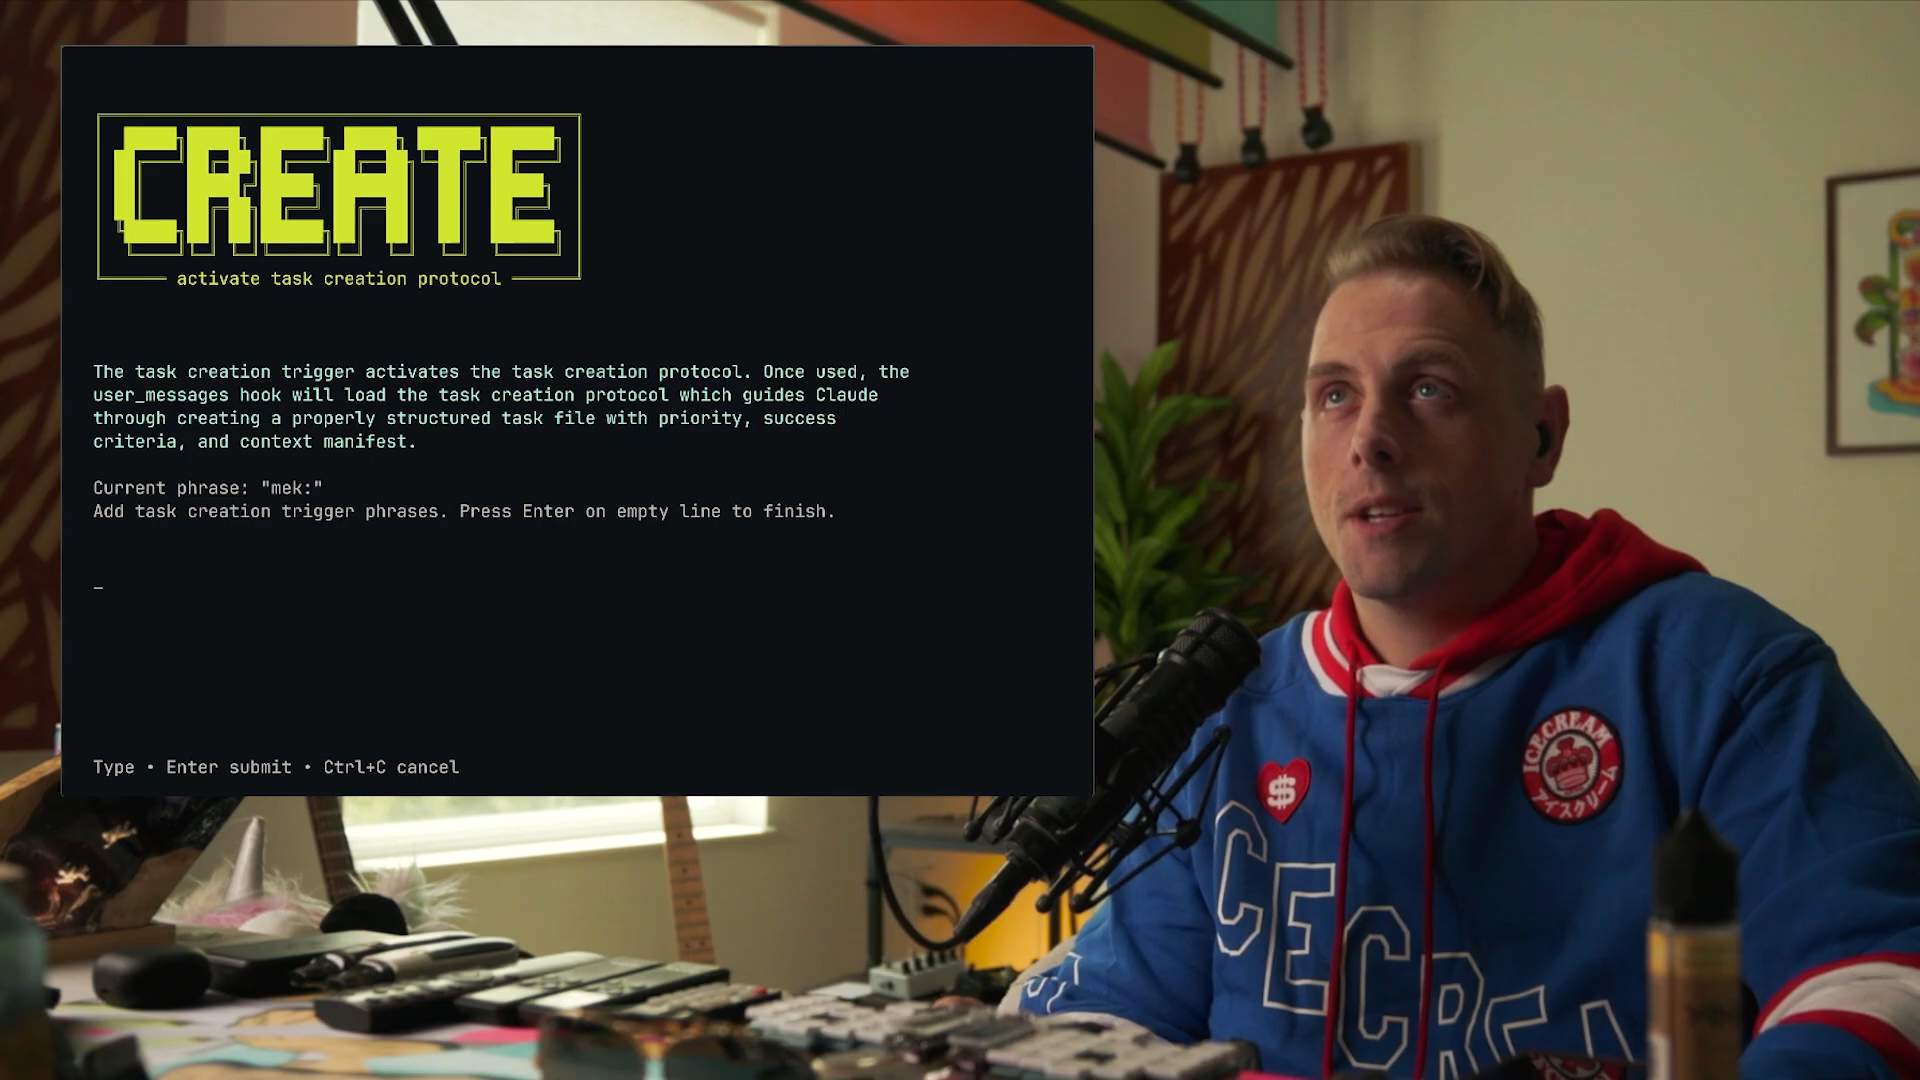 CREATE
activate task creation protocol
The task creation trigger activates the task creation protocol. Once used, the
user_messages hook will load the task creation protocol which guides Claude
through creating a properly structured task file with priority, success
criteria, and context manifest.
Current phrase: "mek:"
Add task creation trigger phrases. Press Enter on empty line to finish.
_
Type • Enter submit • Ctrl+C cancel
$
ICECREAM
アイスクリーム
CECREA